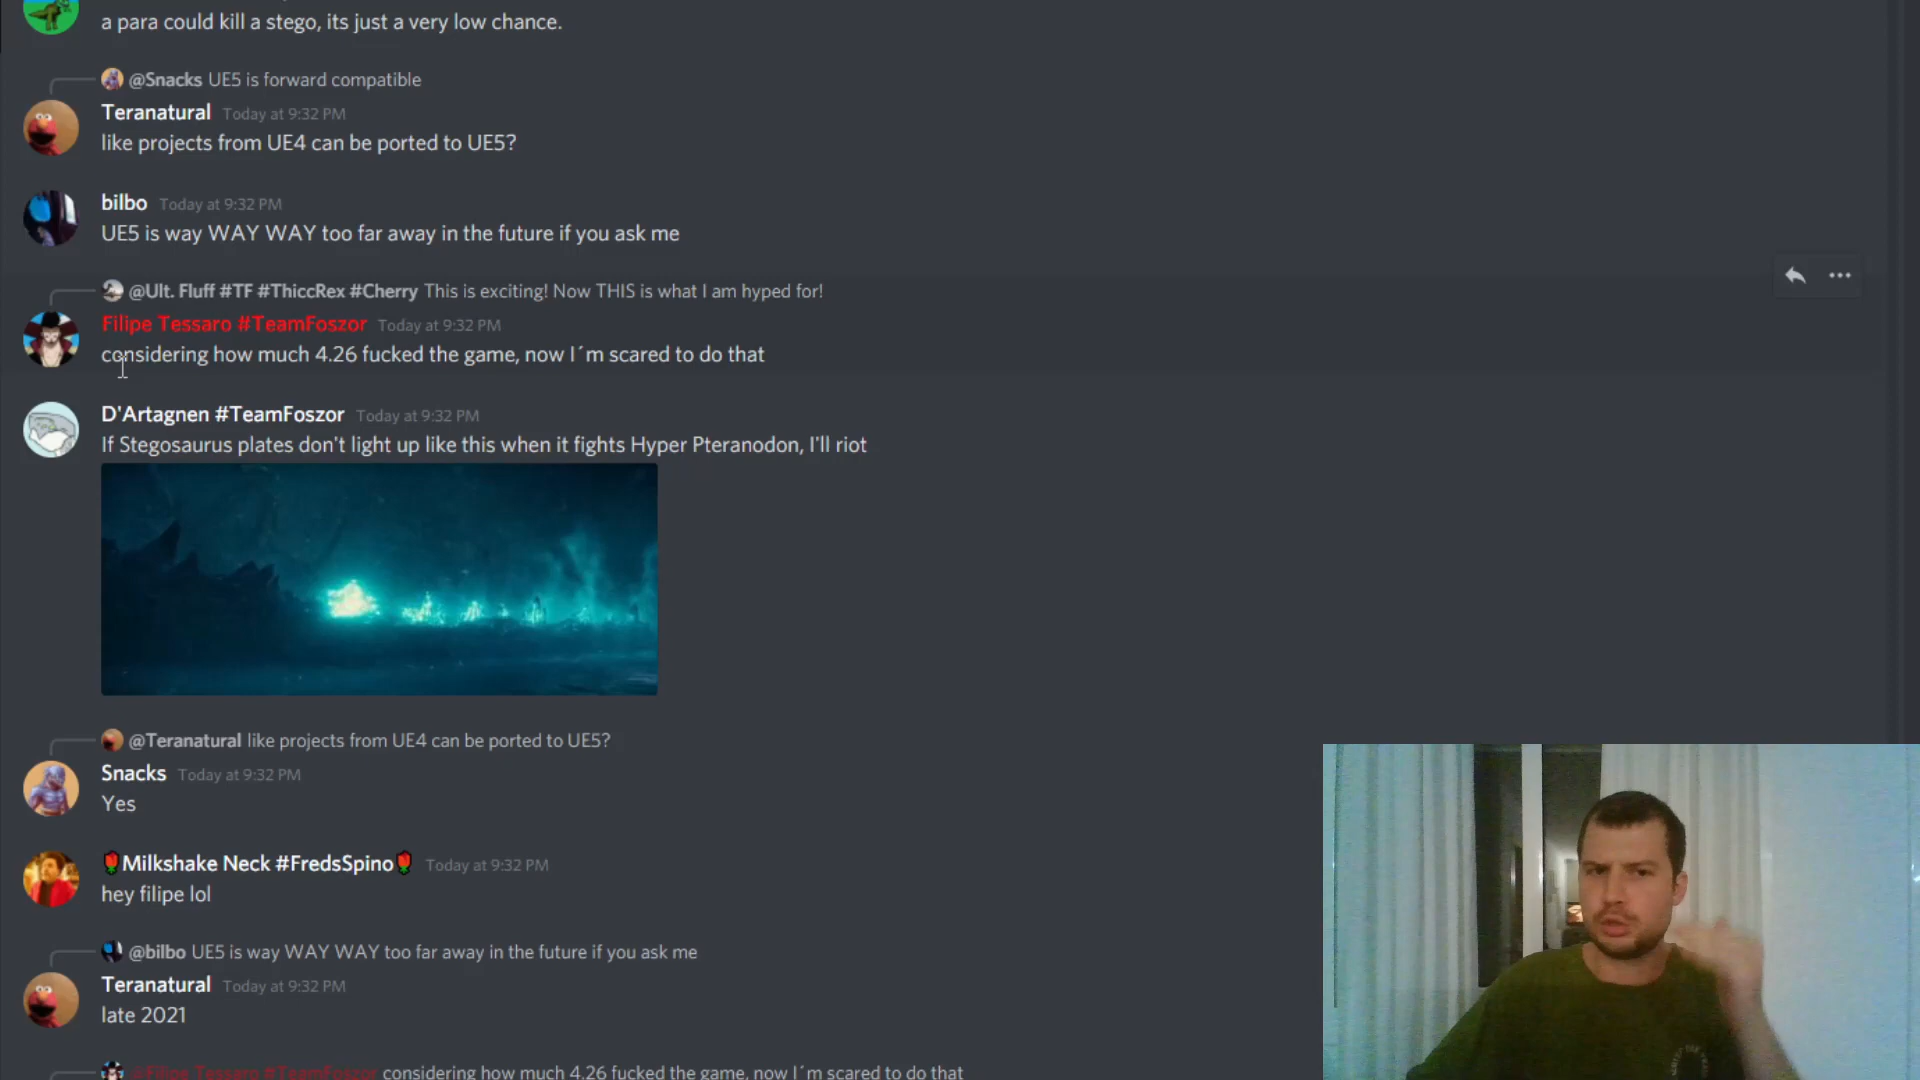 a para could kill a stego, its just a very low chance.
@Snacks UE5 is forward compatible
Teranatural Today at 9:32 PM
like projects from UE4 can be ported to UE5?
bilbo Today at 9:32 PM
UE5 is way WAY WAY too far away in the future if you ask me
@Ult. Fluff #TF #ThiccRex #Cherry This is exciting! Now THIS is what I am hyped for!
Filipe Tessaro #TeamFoszor Today at 9:32 PM
considering how much 4.26 fucked the game, now I´m scared to do that
D'Artagnen #TeamFoszor Today at 9:32 PM
If Stegosaurus plates don't light up like this when it fights Hyper Pteranodon, I'll riot
@Teranatural like projects from UE4 can be ported to UE5?
Snacks Today at 9:32 PM
Yes
🌹Milkshake Neck #FredsSpino🌹 Today at 9:32 PM
hey filipe lol
@bilbo UE5 is way WAY WAY too far away in the future if you ask me
Teranatural Today at 9:32 PM
late 2021
@Filipe Tessaro #TeamFoszor considering how much 4.26 fucked the game, now I´m scared to do that